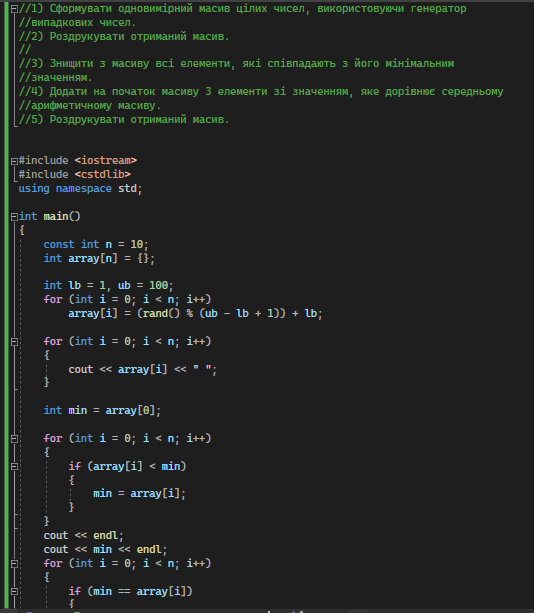 //1) Сформувати одновимірний масив цілих чисел, використовуючи генератор
//випадкових чисел.
//2) Роздрукувати отриманий масив.
//
//3) Знищити з масиву всі елементи, які співпадають з його мінімальним
//значенням.
//4) Додати на початок масиву 3 елементи зі значенням, яке дорівнює середньому
//арифметичному масиву.
//5) Роздрукувати отриманий масив.
#include <iostream>
#include <cstdlib>
using namespace std;
int main()
{
const int n = 10;
int array[n] = {};
int lb = 1, ub = 100;
for (int i = 0; i < n; i++)
array[i] = (rand() % (ub - lb + 1)) + lb;
for (int i = 0; i < n; i++)
{
cout << array[i] << " ";
}
int min = array[0];
for (int i = 0; i < n; i++)
{
if (array[i] < min)
{
min = array[i];
}
}
cout << endl;
cout << min << endl;
for (int i = 0; i < n; i++)
{
if (min == array[i])
{